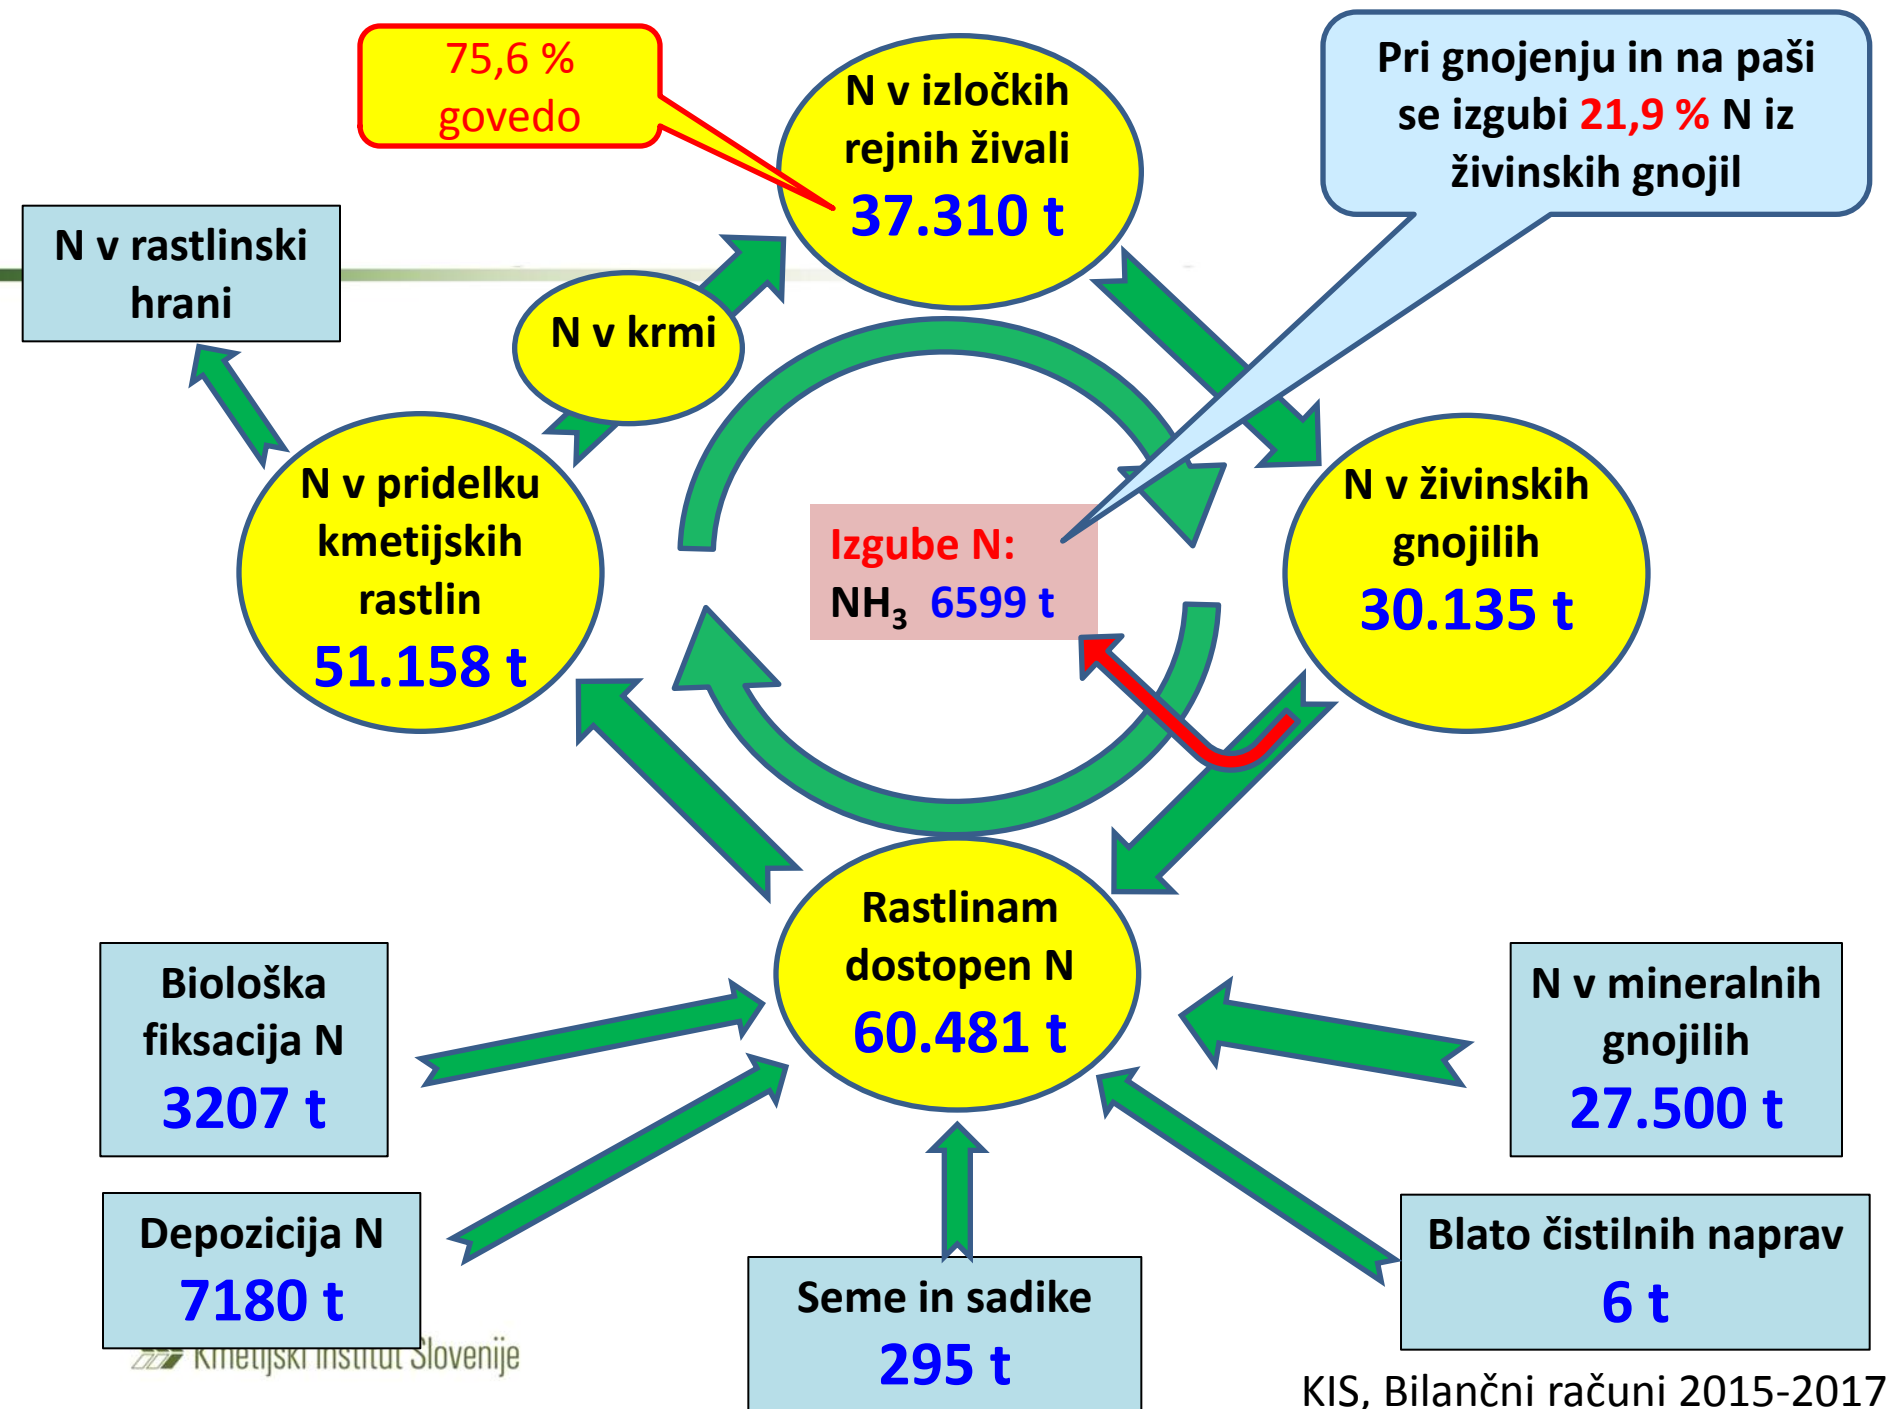 75,6 %
govedo
N v izločkih
rejnih živali
37.310 t
Pri gnojenju in na paši
se izgubi 21,9 % N iz
živinskih gnojil
N v rastlinski
hrani
N v krmi
N v pridelku
kmetijskih
rastlin
51.158 t
Izgube N:
NH₃ 6599 t
N v živinskih
gnojilih
30.135 t
Rastlinam
dostopen N
60.481 t
Biološka
fiksacija N
3207 t
N v mineralnih
gnojilih
27.500 t
Depozicija N
7180 t
Seme in sadike
295 t
Blato čistilnih naprav
6 t
Kmetijski inštitut Slovenije
KIS, Bilančni računi 2015-2017